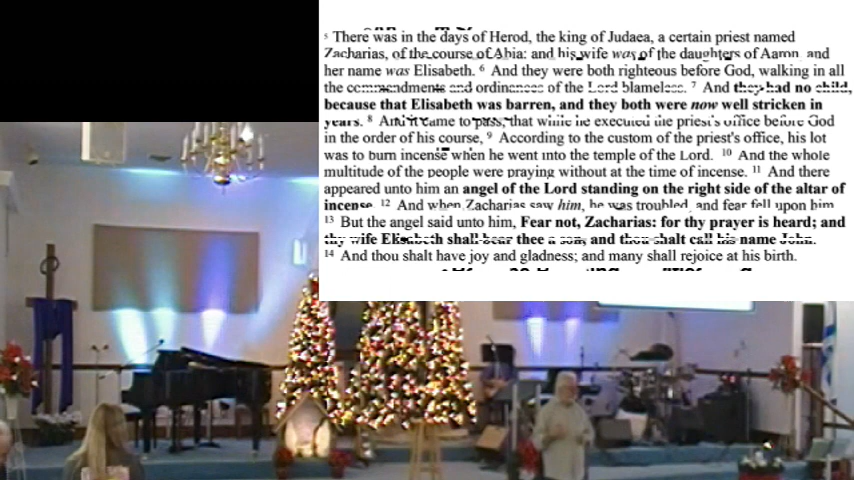 5 There was in the days of Herod, the king of Judaea, a certain priest named
Zacharias, of the course of Abia: and his wife was of the daughters of Aaron, and
her name was Elisabeth. 6 And they were both righteous before God, walking in all
the commandments and ordinances of the Lord blameless. 7 And they had no child,
because that Elisabeth was barren, and they both were now well stricken in
years. 8 And it came to pass, that while he executed the priest's office before God
in the order of his course, 9 According to the custom of the priest's office, his lot
was to burn incense when he went into the temple of the Lord. 10 And the whole
multitude of the people were praying without at the time of incense. 11 And there
appeared unto him an angel of the Lord standing on the right side of the altar of
incense. 12 And when Zacharias saw him, he was troubled, and fear fell upon him.
13 But the angel said unto him, Fear not, Zacharias: for thy prayer is heard; and
thy wife Elisabeth shall bear thee a son, and thou shalt call his name John.
14 And thou shalt have joy and gladness; and many shall rejoice at his birth.